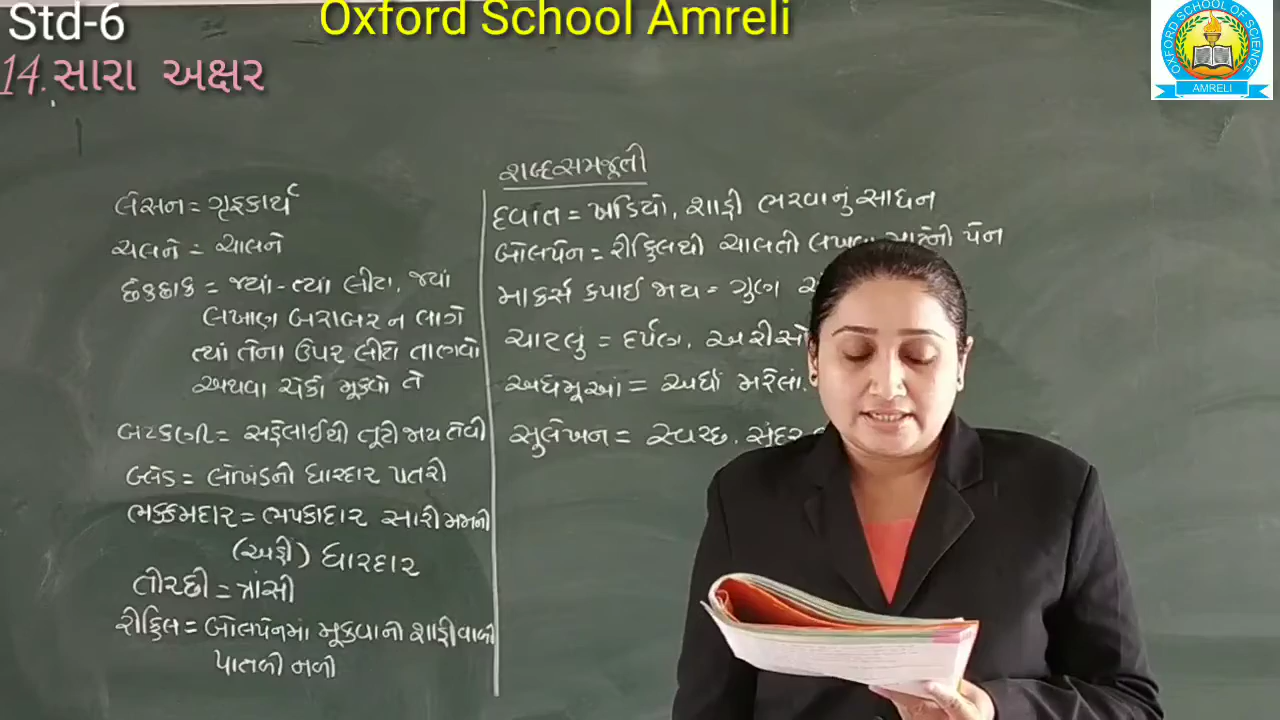 Std-6
Oxford School Amreli
14. સારા અક્ષર
OXFORD SCHOOL OF SCIENCE
AMRELI
શબ્દસમજૂતી
લેસન = ગૃહકાર્ય
ચલને = ચાલને
છેકછાક = જ્યાં-ત્યાં લીટા, જ્યાં
લખાણ બરાબર ન લાગે
ત્યાં તેના ઉપર લીટો તાણવો
અથવા ચેકો મૂકવો તે
બટકણી = સહેલાઈથી તૂટી જાય તેવી
બ્લેડ = લોખંડની ધારદાર પતરી
ભક્કમદાર = ભપકાદાર સારી મજાની
(અહીં) ધારદાર
તીરછી = ત્રાંસી
રીફિલ = બોલપેનમાં મૂકવાની શાહીવાળી
પાતળી નળી
દવાત = ખડિયો, શાહી ભરવાનું સાધન
બોલપેન = રીફિલથી ચાલતી લખવા માટેની પેન
માર્ક્સ કપાઈ જાય = ગુણ
ચાટલું = દર્પણ, અરીસો
અધમૂઆં = અર્ધાં મરેલાં.
સુલેખન = સ્વચ્છ, સુંદર